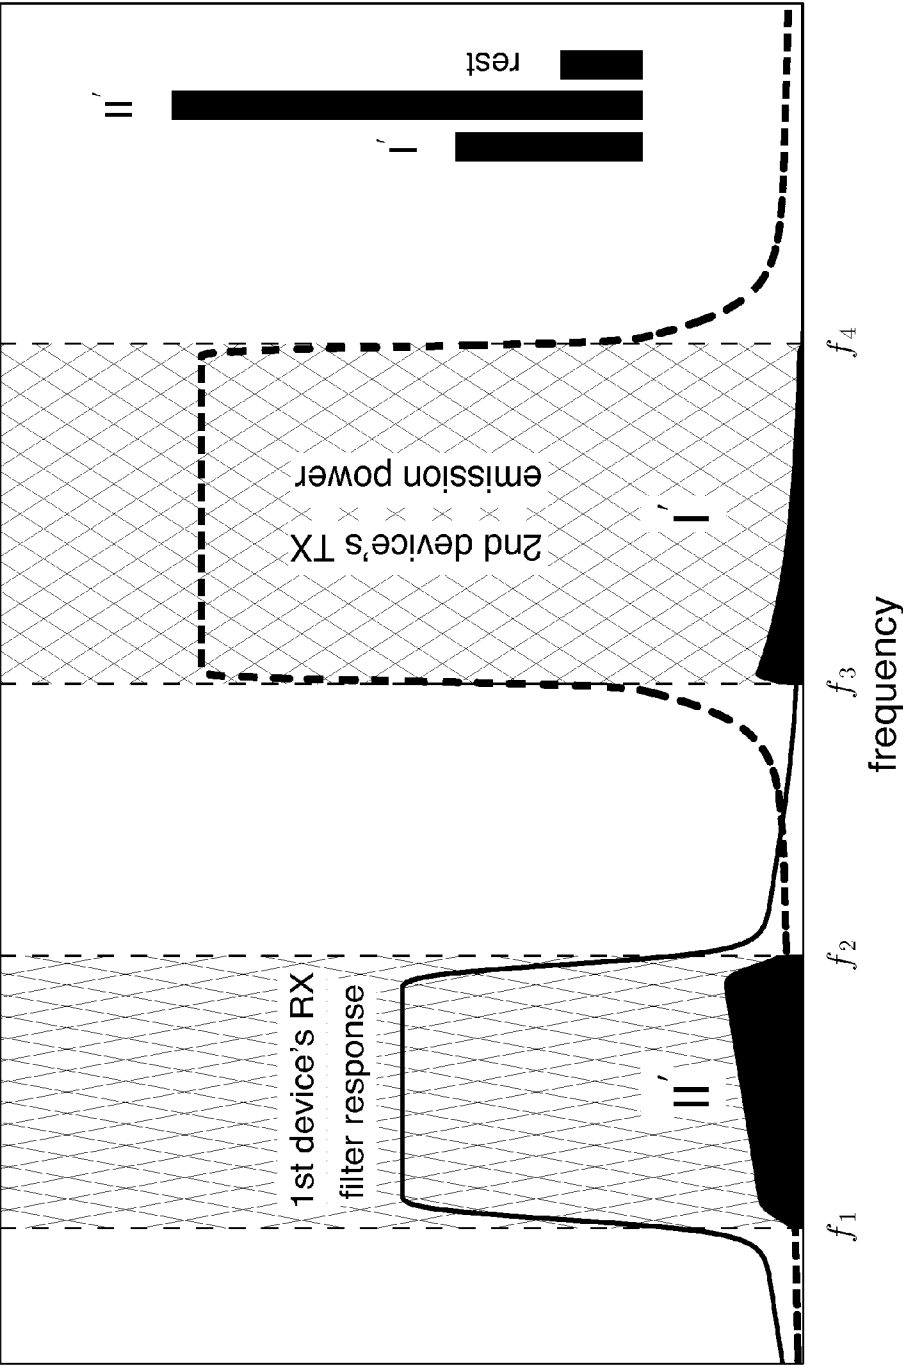 1st device's RX
filter response
2nd device's TX
emission power
II′
I′
I′
II′
rest
f1
f2
f3
f4
frequency